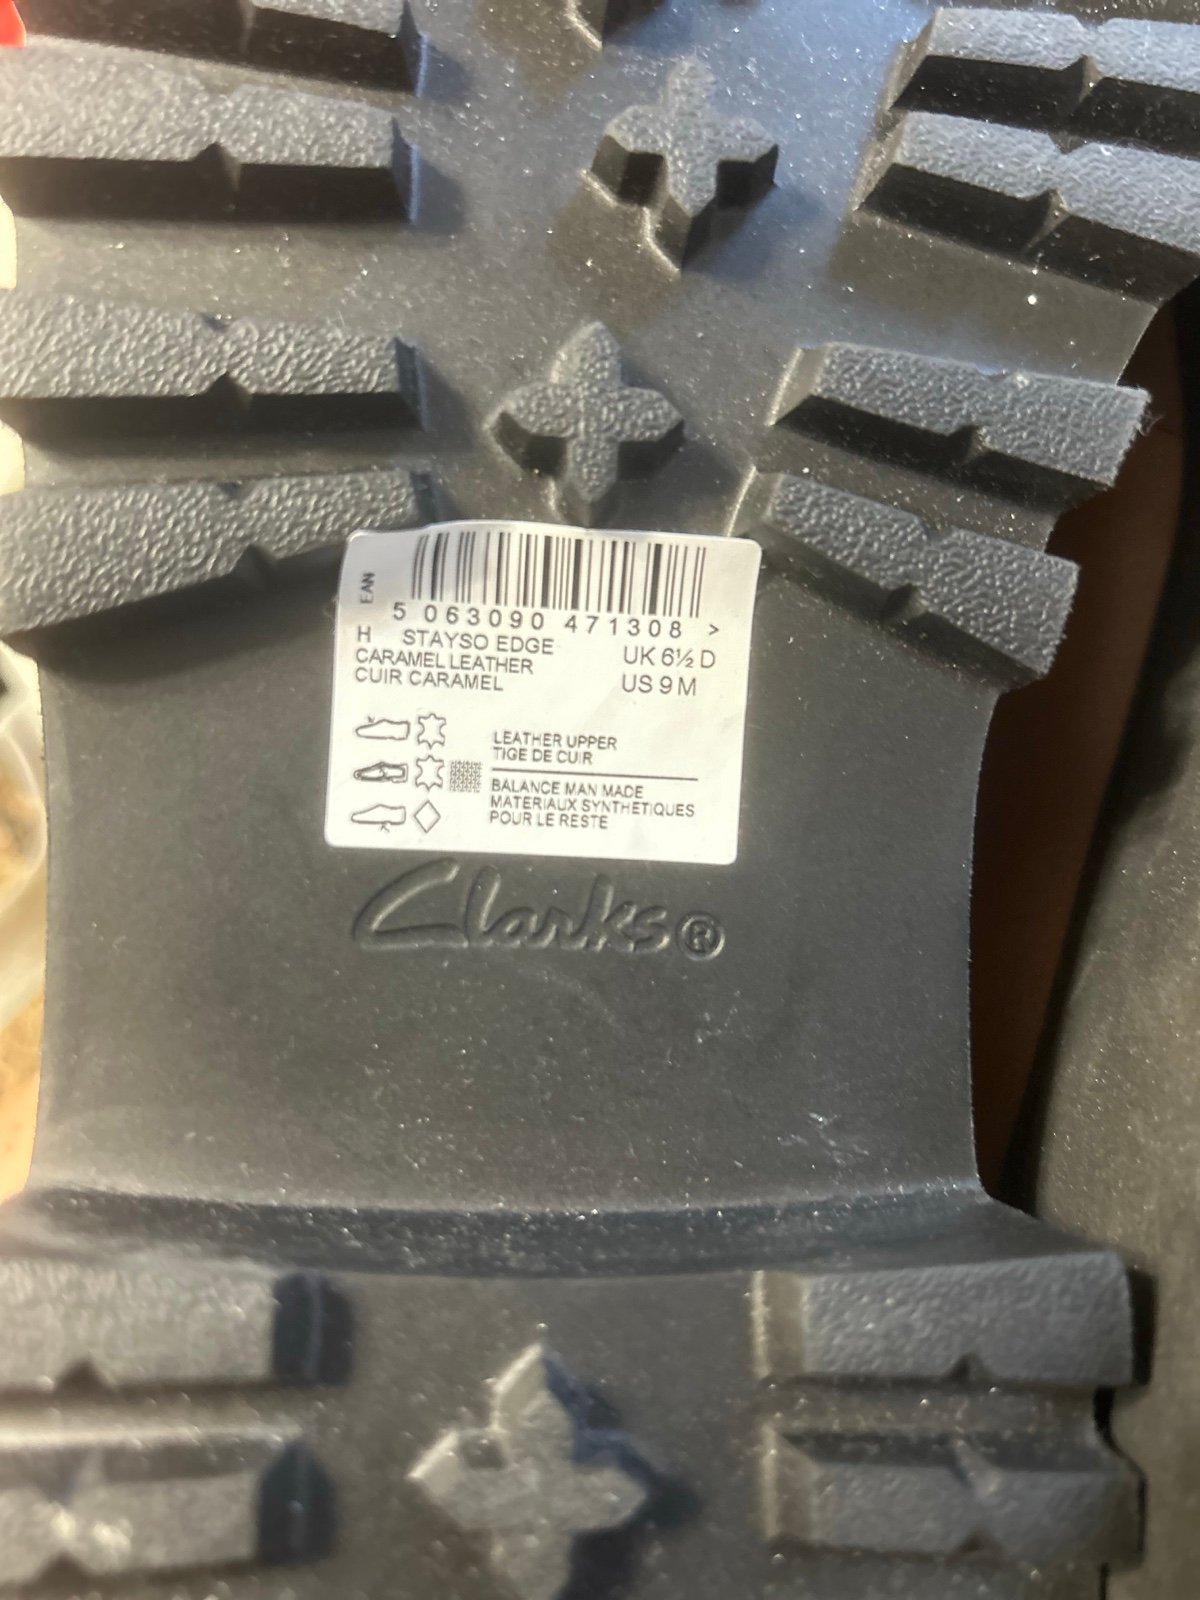 EAN
5 063090 471308 >
H STAYSO EDGE
CARAMEL LEATHER
CUIR CARAMEL
UK 6½ D
US 9 M
LEATHER UPPER
TIGE DE CUIR
BALANCE MAN MADE
MATERIAUX SYNTHETIQUES
POUR LE RESTE
Clarks®